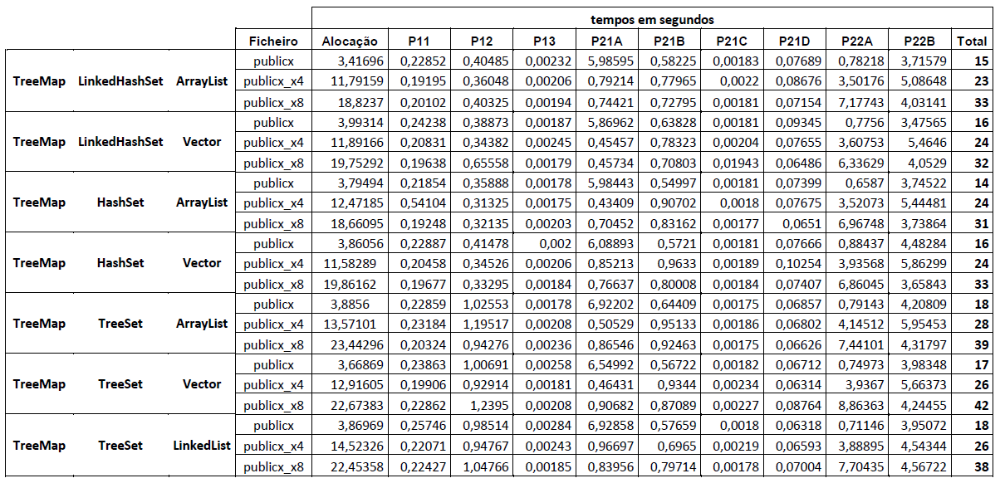 tempos em segundos
Ficheiro Alocação P11 P12 P13 P21A P21B P21C P21D P22A P22B Total
publicx 3,41696 0,22852 0,40485 0,00232 5,98595 0,58225 0,00183 0,07689 0,78218 3,71579 15
TreeMap LinkedHashSet ArrayList publicx_x4 11,79159 0,19195 0,36048 0,00206 0,79214 0,77965 0,0022 0,08676 3,50176 5,08648 23
publicx_x8 18,8237 0,20102 0,40325 0,00194 0,74421 0,72795 0,00181 0,07154 7,17743 4,03141 33
publicx 3,99314 0,24238 0,38873 0,00187 5,86962 0,63828 0,00181 0,09345 0,7756 3,47565 16
TreeMap LinkedHashSet Vector publicx_x4 11,89166 0,20831 0,34382 0,00245 0,45457 0,78323 0,00204 0,07655 3,60753 5,4646 24
publicx_x8 19,75292 0,19638 0,65558 0,00179 0,45734 0,70803 0,01943 0,06486 6,33629 4,0529 32
publicx 3,79494 0,21854 0,35888 0,00178 5,98443 0,54997 0,00181 0,07399 0,6587 3,74522 14
TreeMap HashSet ArrayList publicx_x4 12,47185 0,54104 0,31325 0,00175 0,43409 0,90702 0,0018 0,07675 3,52073 5,44481 24
publicx_x8 18,66095 0,19248 0,32135 0,00203 0,70452 0,83162 0,00177 0,0651 6,96748 3,73864 31
publicx 3,86056 0,22887 0,41478 0,002 6,08893 0,5721 0,00181 0,07666 0,88437 4,48284 16
TreeMap HashSet Vector publicx_x4 11,58289 0,20458 0,34526 0,00206 0,85213 0,9633 0,00189 0,10254 3,93568 5,86299 24
publicx_x8 19,86162 0,19677 0,33295 0,00184 0,76637 0,80008 0,00184 0,07407 6,86045 3,65843 33
publicx 3,8856 0,22859 1,02553 0,00178 6,92202 0,64409 0,00175 0,06857 0,79143 4,20809 18
TreeMap TreeSet ArrayList publicx_x4 13,57101 0,23184 1,19517 0,00208 0,50529 0,95133 0,00186 0,06802 4,14512 5,95453 28
publicx_x8 23,44296 0,20324 0,94276 0,00236 0,86546 0,92463 0,00175 0,06626 7,44101 4,31797 39
publicx 3,66869 0,23863 1,00691 0,00258 6,54992 0,56722 0,00182 0,06712 0,74973 3,98348 17
TreeMap TreeSet Vector publicx_x4 12,91605 0,19906 0,92914 0,00181 0,46431 0,9344 0,00234 0,06314 3,9367 5,66373 26
publicx_x8 22,67383 0,22862 1,2395 0,00208 0,90682 0,87089 0,00227 0,08764 8,86363 4,24455 42
publicx 3,86969 0,25746 0,98514 0,00284 6,92858 0,57659 0,0018 0,06318 0,71146 3,95072 18
TreeMap TreeSet LinkedList publicx_x4 14,52326 0,22071 0,94767 0,00243 0,96697 0,6965 0,00219 0,06593 3,88895 4,54344 26
publicx_x8 22,45358 0,22427 1,04766 0,00185 0,83956 0,79714 0,00178 0,07004 7,70435 4,56722 38